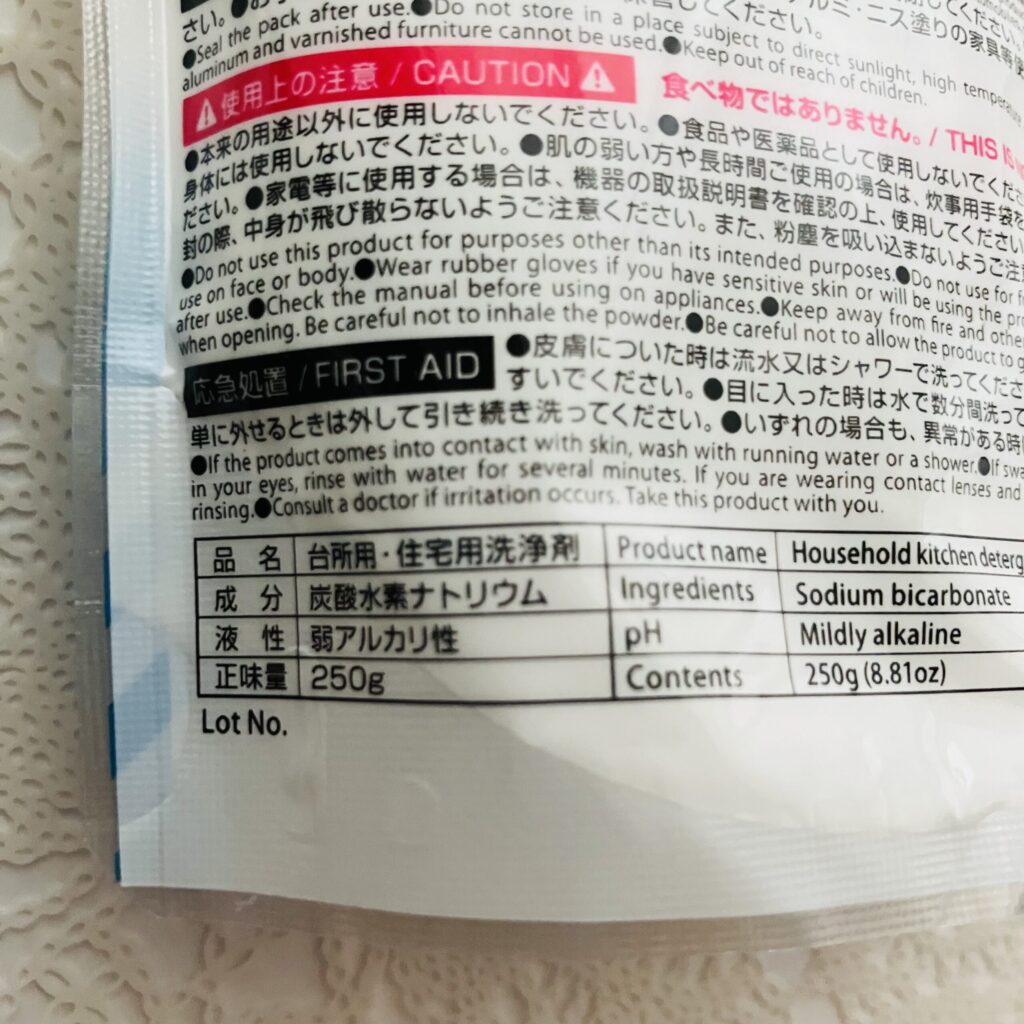 さい。
保管してください。
アルミ・ニス塗りの家具等
●Seal the pack after use.●Do not store in a place subject to direct sunlight, high temperature
aluminum and varnished furniture cannot be used.●Keep out of reach of children.
使用上の注意 / CAUTION
食べ物ではありません。/ THIS IS
●本来の用途以外に使用しないでください。●食品や医薬品として使用しないでくだ
身体には使用しないでください。●肌の弱い方や長時間ご使用の場合は、炊事用手袋を
ださい。●家電等に使用する場合は、機器の取扱説明書を確認の上、使用してください
封の際、中身が飛び散らないようご注意ください。また、粉塵を吸い込まないようご注
●Do not use this product for purposes other than its intended purposes.●Do not use for
use on face or body.●Wear rubber gloves if you have sensitive skin or will be using the
after use.●Check the manual before using on appliances.●Keep away from fire and other
when opening. Be careful not to inhale the powder.●Be careful not to allow the product to
応急処置 / FIRST AID
●皮膚についた時は流水又はシャワーで洗ってくださ
すいでください。●目に入った時は水で数分間洗って
単に外せるときは外して引き続き洗ってください。●いずれの場合も、異常がある時
●If the product comes into contact with skin, wash with running water or a shower.●If
in your eyes, rinse with water for several minutes. If you are wearing contact lenses and
rinsing.●Consult a doctor if irritation occurs. Take this product with you.
品 名 台所用・住宅用洗浄剤 Product name Household kitchen deterg
成 分 炭酸水素ナトリウム Ingredients Sodium bicarbonate
液 性 弱アルカリ性 pH Mildly alkaline
正味量 250g Contents 250g (8.81oz)
Lot No.